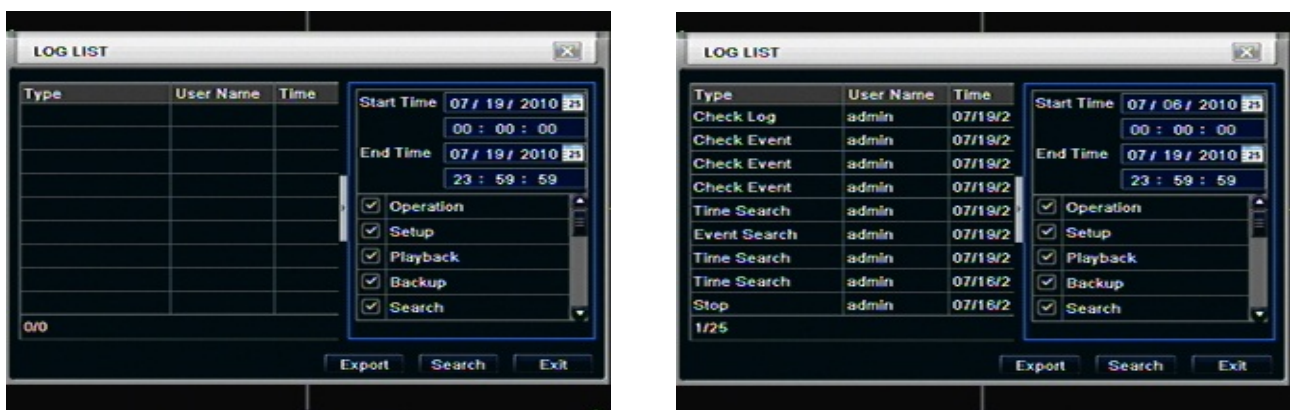 LOG LIST
Type User Name Time
0/0
Start Time 07 / 19 / 2010 25
00 : 00 : 00
End Time 07 / 19 / 2010 25
23 : 59 : 59
Operation
Setup
Playback
Backup
Search
Export Search Exit
LOG LIST
Type User Name Time
Check Log admin 07/19/2
Check Event admin 07/19/2
Check Event admin 07/19/2
Check Event admin 07/19/2
Time Search admin 07/19/2
Event Search admin 07/19/2
Time Search admin 07/19/2
Time Search admin 07/16/2
Stop admin 07/16/2
1/25
Start Time 07 / 06 / 2010 25
00 : 00 : 00
End Time 07 / 19 / 2010 25
23 : 59 : 59
Operation
Setup
Playback
Backup
Search
Export Search Exit